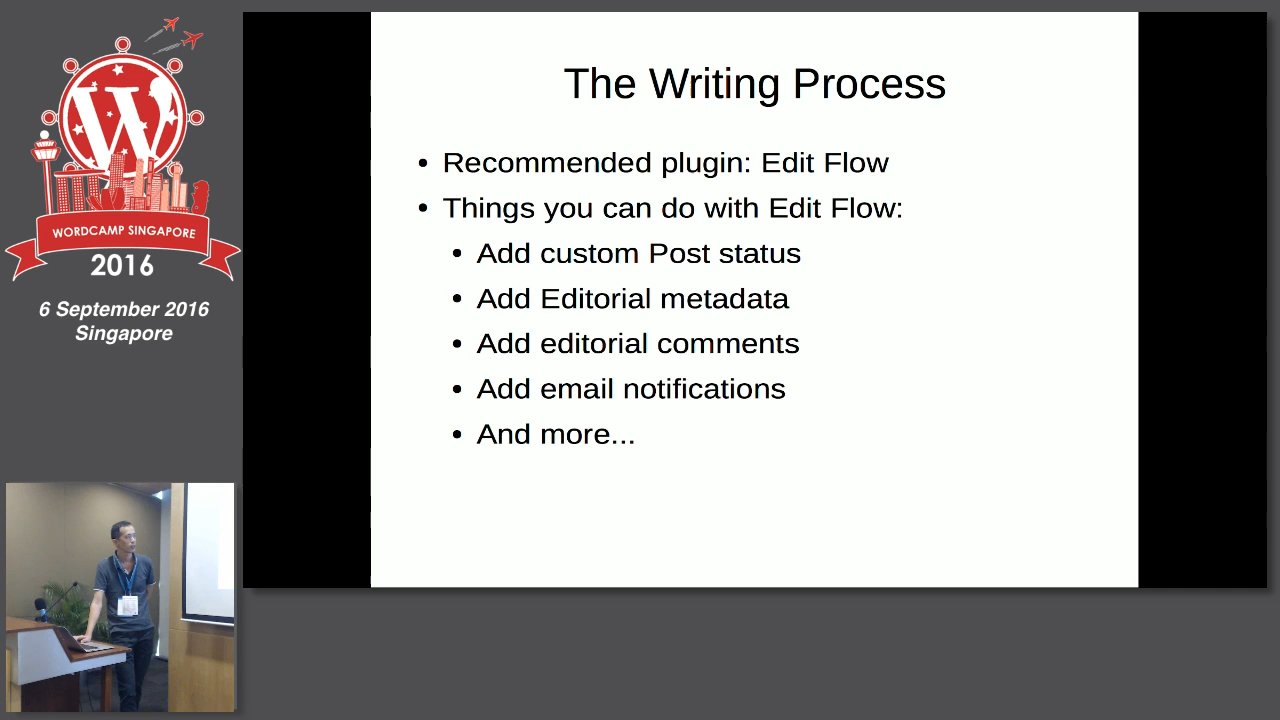 WORDCAMP SINGAPORE
2016
6 September 2016
Singapore
The Writing Process
• Recommended plugin: Edit Flow
• Things you can do with Edit Flow:
• Add custom Post status
• Add Editorial metadata
• Add editorial comments
• Add email notifications
• And more...